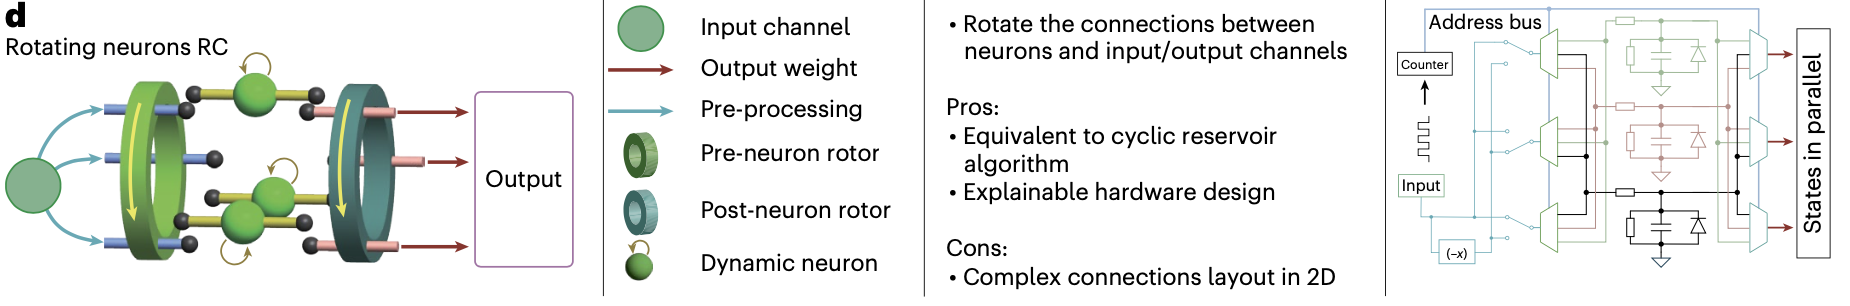 d
Rotating neurons RC
Output
Input channel
Output weight
Pre-processing
Pre-neuron rotor
Post-neuron rotor
Dynamic neuron
• Rotate the connections between
neurons and input/output channels
Pros:
• Equivalent to cyclic reservoir
algorithm
• Explainable hardware design
Cons:
• Complex connections layout in 2D
Address bus
Counter
Input
(−x)
States in parallel